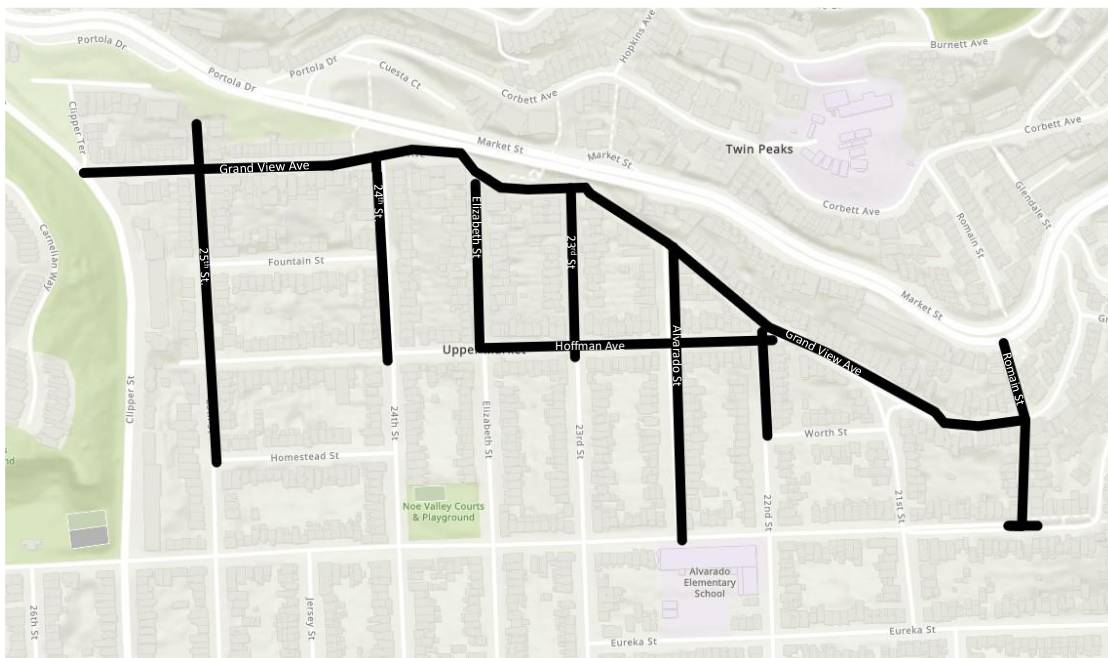 Portola Dr
Portola Dr
Portola Dr
Cuesta Ct
Hopkins Ave
Burnett Ave
Corbett Ave
Corbett Ave
Clipper Ter
Market St
Market St
Twin Peaks
Grand View Ave
Ave
24th St.
Elizabeth St
23rd St
Corbett Ave
Glendale St
Romain St
Carnelian Way
25th St.
Fountain St
Market St
Hoffman Ave
Alvarado St
Grand View Ave
Romain St
Clipper St
24th St
Elizabeth St
23rd St
Worth St
Homestead St
Noe Valley Courts
& Playground
22nd St
21st St
Alvarado
Elementary
School
26th St
Jersey St
Eureka St
Eureka St